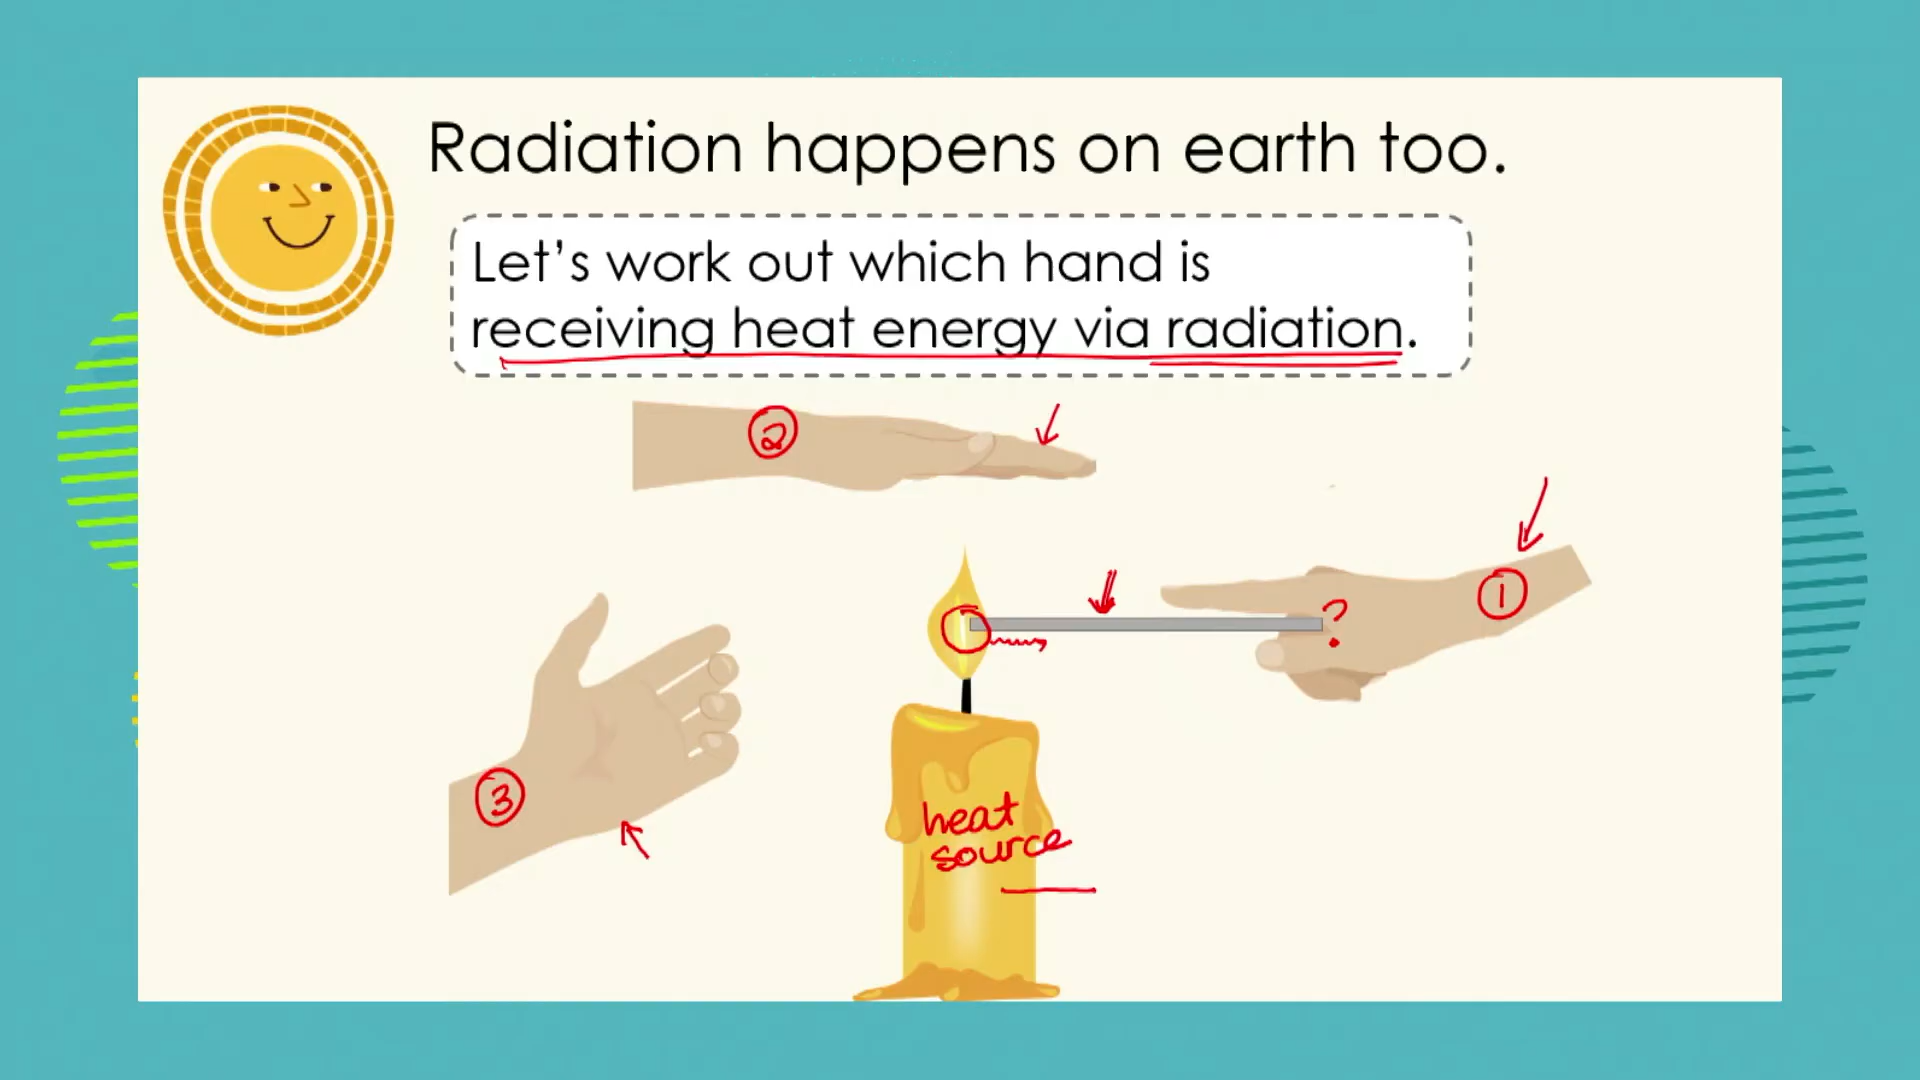 Radiation happens on earth too.
Let's work out which hand is
receiving heat energy via radiation.
2
1
?
3
heat
source